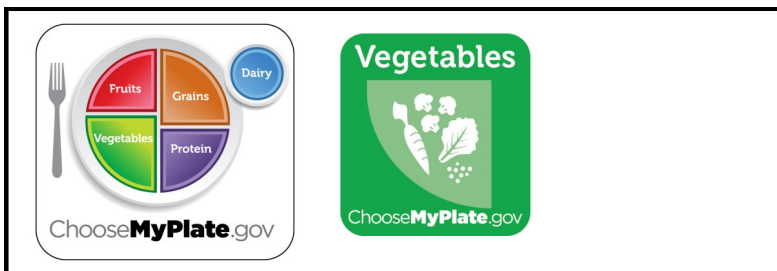 Fruits
Grains
Dairy
Vegetables
Protein
ChooseMyPlate.gov
Vegetables
ChooseMyPlate.gov